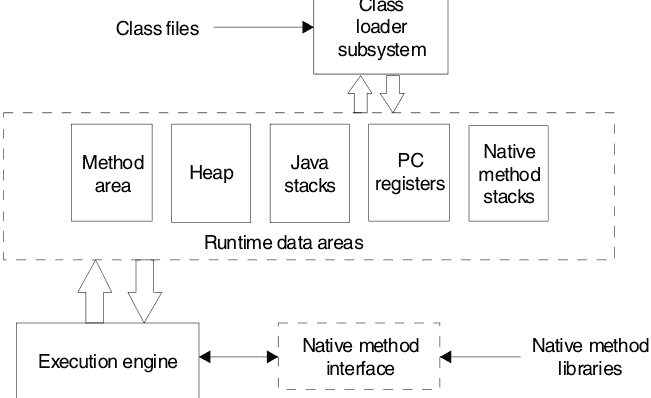 Class
Class files
loader
subsystem
Method
area
Heap
Java
stacks
PC
registers
Native
method
stacks
Runtime data areas
Execution engine
Native method
interface
Native method
libraries